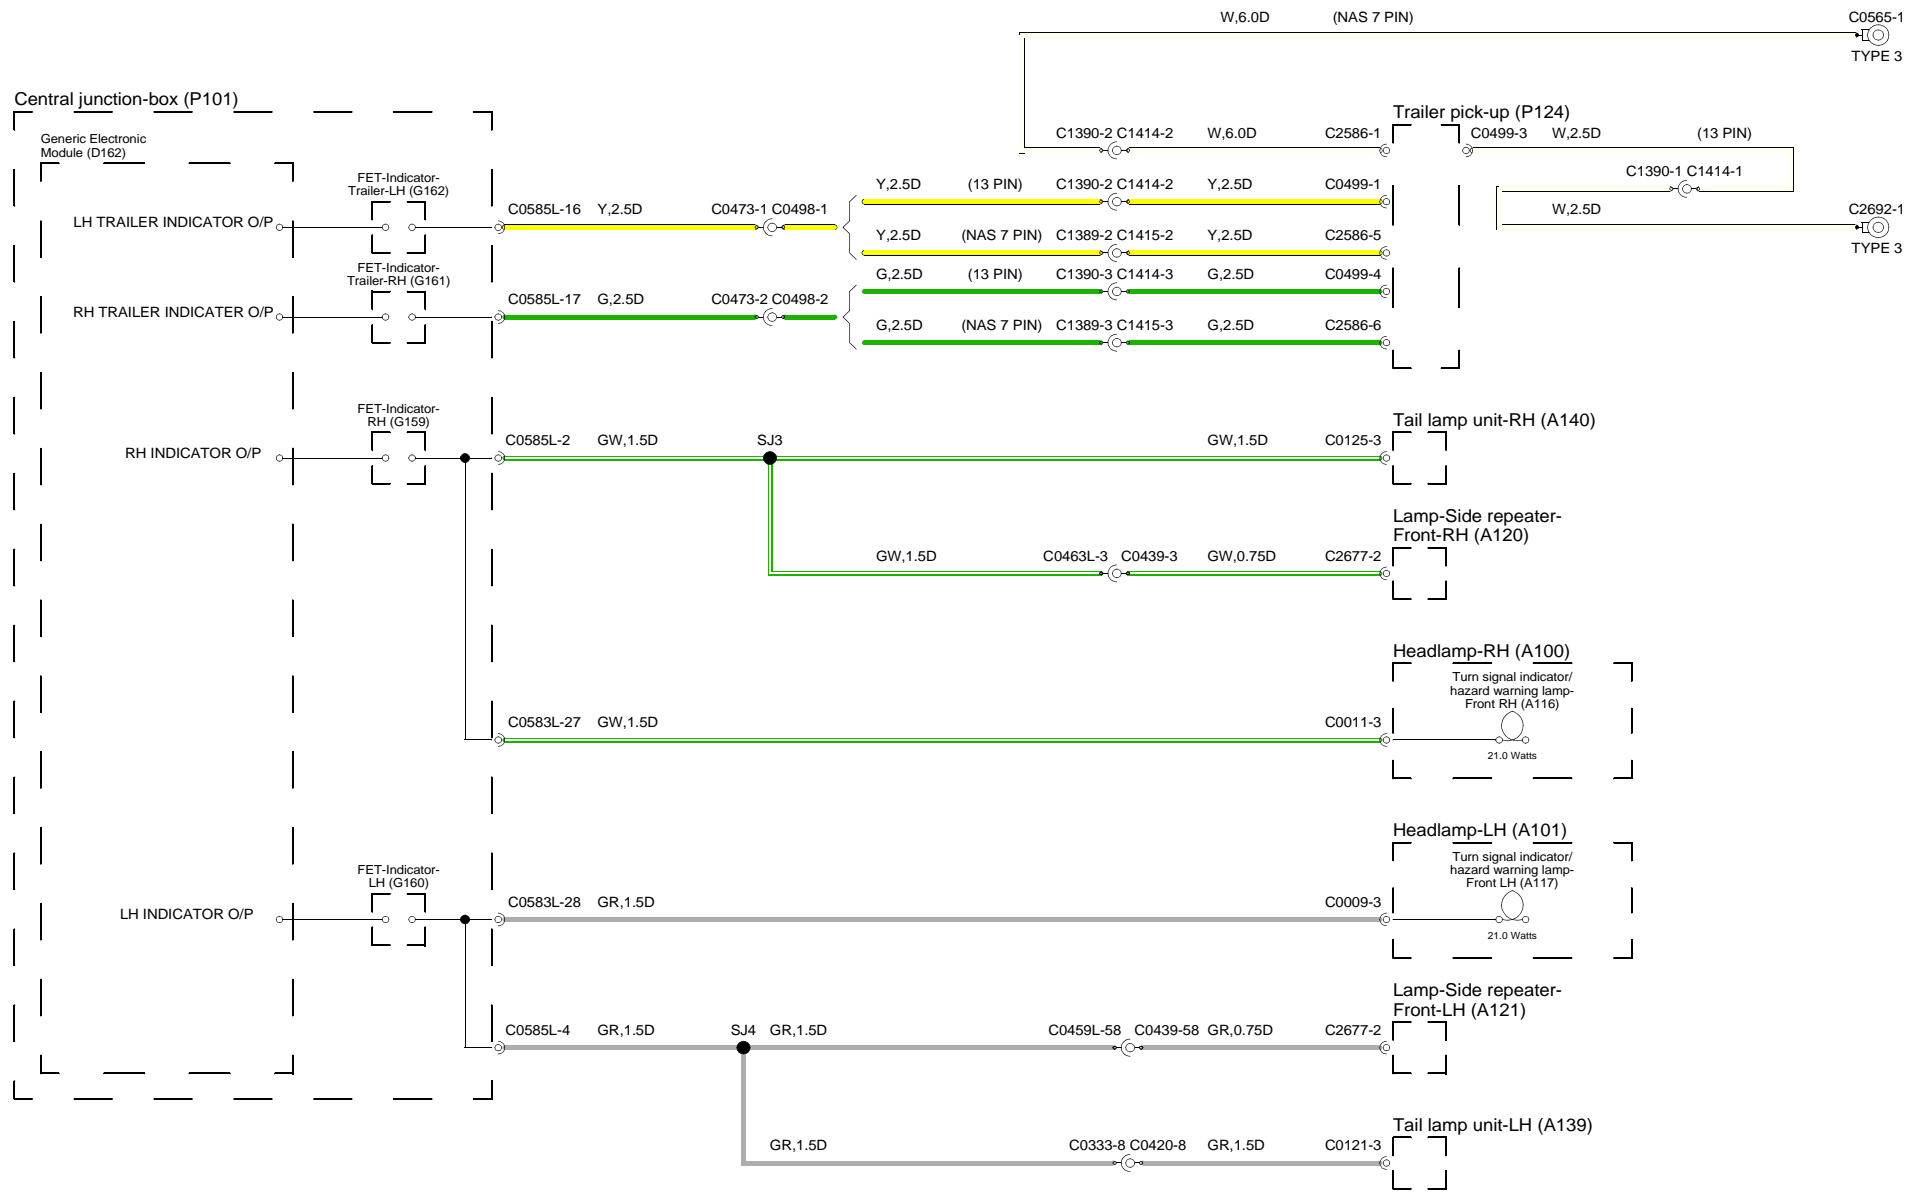 W,6.0D (NAS 7 PIN) C0565-1
TYPE 3
Central junction-box (P101)
Trailer pick-up (P124)
Generic Electronic
Module (D162)
C1390-2 C1414-2 W,6.0D C2586-1 C0499-3 W,2.5D (13 PIN)
C1390-1 C1414-1
FET-Indicator-
Trailer-LH (G162)
Y,2.5D (13 PIN) C1390-2 C1414-2 Y,2.5D C0499-1
LH TRAILER INDICATOR O/P C0585L-16 Y,2.5D C0473-1 C0498-1
W,2.5D C2692-1
TYPE 3
Y,2.5D (NAS 7 PIN) C1389-2 C1415-2 Y,2.5D C2586-5
FET-Indicator-
Trailer-RH (G161)
G,2.5D (13 PIN) C1390-3 C1414-3 G,2.5D C0499-4
RH TRAILER INDICATER O/P C0585L-17 G,2.5D C0473-2 C0498-2
G,2.5D (NAS 7 PIN) C1389-3 C1415-3 G,2.5D C2586-6
FET-Indicator-
RH (G159)
Tail lamp unit-RH (A140)
RH INDICATOR O/P C0585L-2 GW,1.5D SJ3 GW,1.5D C0125-3
Lamp-Side repeater-
Front-RH (A120)
GW,1.5D C0463L-3 C0439-3 GW,0.75D C2677-2
Headlamp-RH (A100)
Turn signal indicator/
hazard warning lamp-
Front RH (A116)
C0583L-27 GW,1.5D C0011-3
21.0 Watts
Headlamp-LH (A101)
Turn signal indicator/
hazard warning lamp-
Front LH (A117)
FET-Indicator-
LH (G160)
LH INDICATOR O/P C0583L-28 GR,1.5D C0009-3
21.0 Watts
Lamp-Side repeater-
Front-LH (A121)
C0585L-4 GR,1.5D SJ4 GR,1.5D C0459L-58 C0439-58 GR,0.75D C2677-2
Tail lamp unit-LH (A139)
GR,1.5D C0333-8 C0420-8 GR,1.5D C0121-3